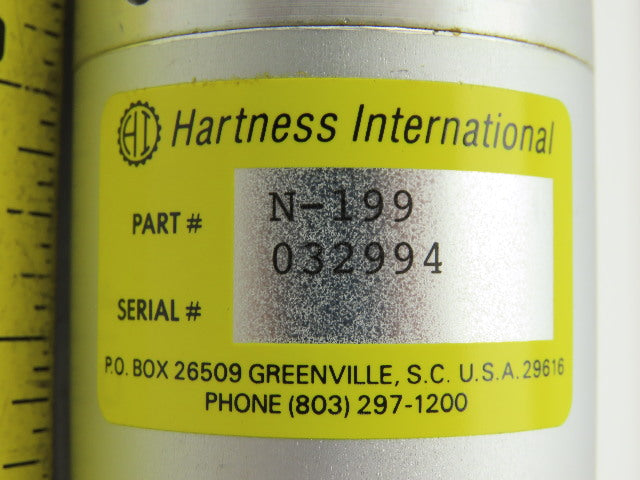 HI Hartness International
PART # N-199
032994
SERIAL #
P.O. BOX 26509 GREENVILLE, S.C. U.S.A. 29616
PHONE (803) 297-1200